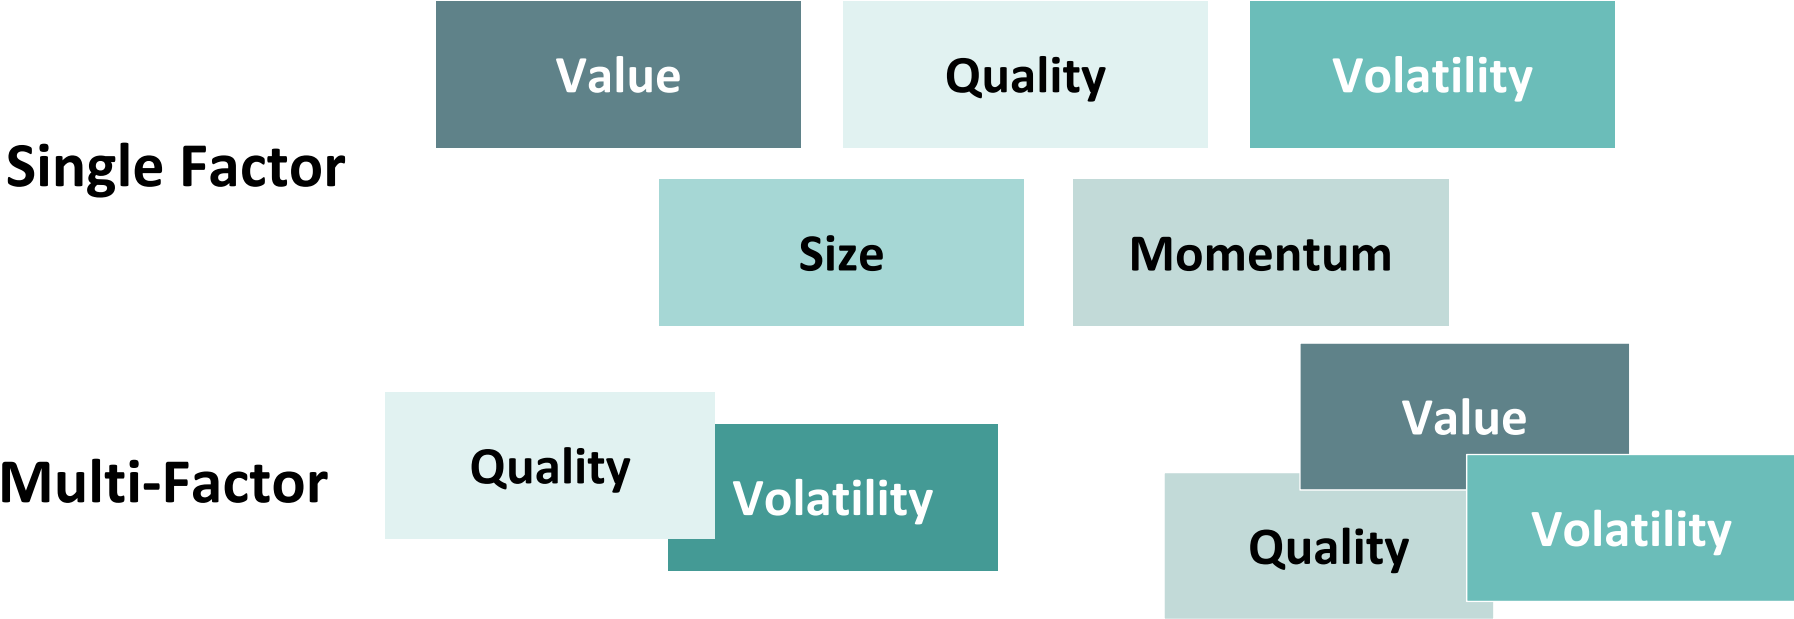 Value
Quality
Volatility
Single Factor
Size
Momentum
Multi-Factor
Quality
Volatility
Value
Quality
Volatility